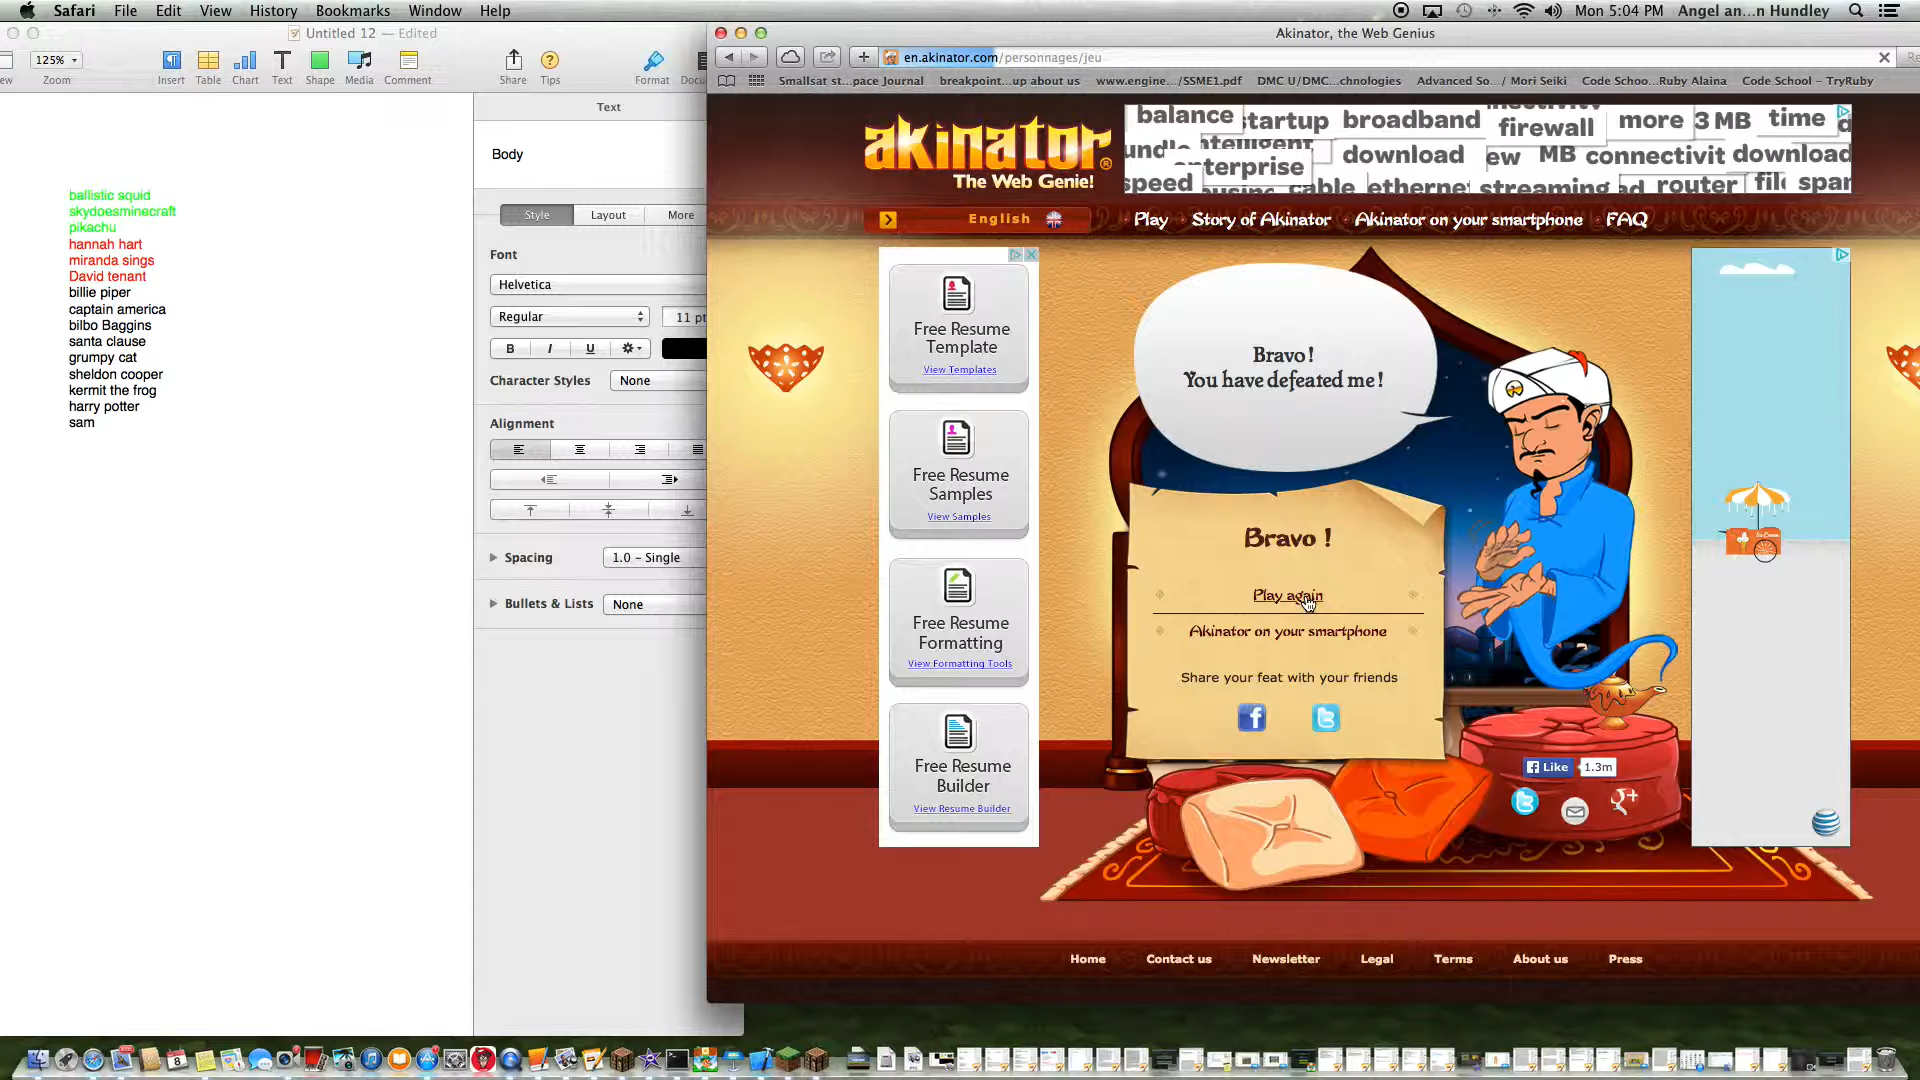 Safari File Edit View History Bookmarks Window Help
Mon 5:04 PM Angel an...n Hundley
Untitled 12 — Edited
125%
Zoom
Insert Table Chart Text Shape Media Comment
Share Tips
Format
Text
Body
Style Layout More
Font
Helvetica
Regular 11 pt
B I U
Character Styles None
Alignment
Spacing 1.0 - Single
Bullets & Lists None
ballistic squid
skydoesminecraft
pikachu
hannah hart
miranda sings
David tenant
billie piper
captain america
bilbo Baggins
santa clause
grumpy cat
sheldon cooper
kermit the frog
harry potter
sam
Akinator, the Web Genius
en.akinator.com/personnages/jeu
Smallsat st...pace Journal breakpoint...up about us www.engine.../SSME1.pdf DMC U/DMC...chnologies Advanced So... / Mori Seiki Code Schoo...Ruby Alaina Code School - TryRuby
akinator®
The Web Genie!
balance startup broadband firewall more 3 MB time
intelligent enterprise download MB connectivit download
speed cable etherne streaming router spar
English
Play Story of Akinator Akinator on your smartphone FAQ
Free Resume
Template
View Templates
Free Resume
Samples
View Samples
Free Resume
Formatting
View Formatting Tools
Free Resume
Builder
View Resume Builder
Bravo !
You have defeated me !
Bravo !
Play again
Akinator on your smartphone
Share your feat with your friends
Like 1.3m
Home Contact us Newsletter Legal Terms About us Press